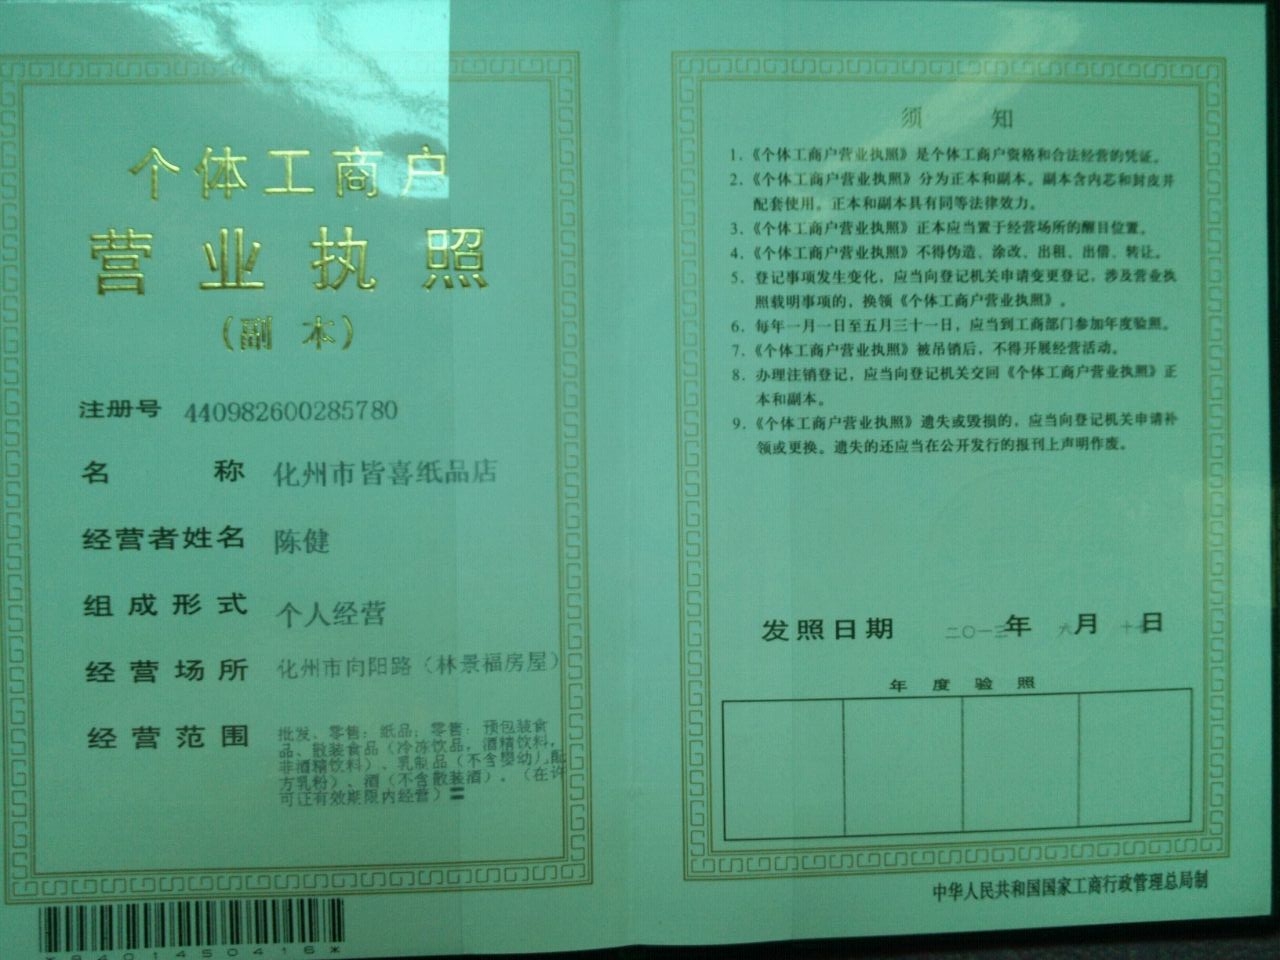 个体工商户
营业执照
（副本）
注册号 440982600285780
名称 化州市皆喜纸品店
经营者姓名 陈健
组成形式 个人经营
经营场所 化州市向阳路（林景福房屋）
经营范围 批发、零售：纸品；零售：预包装食
品、散装食品（冷冻饮品，酒精饮料，
非酒精饮料）、乳制品（不含婴幼儿配
方乳粉）、酒（不含散装酒）。（在许
可证有效期限内经营）〓
*9401450416*
须知
1．《个体工商户营业执照》是个体工商户资格和合法经营的凭证。
2．《个体工商户营业执照》分为正本和副本。副本含内芯和封皮并
配套使用。正本和副本具有同等法律效力。
3．《个体工商户营业执照》正本应当置于经营场所的醒目位置。
4．《个体工商户营业执照》不得伪造、涂改、出租、出借、转让。
5．登记事项发生变化，应当向登记机关申请变更登记，涉及营业执
照载明事项的，换领《个体工商户营业执照》。
6．每年一月一日至五月三十一日，应当到工商部门参加年度验照。
7．《个体工商户营业执照》被吊销后，不得开展经营活动。
8．办理注销登记，应当向登记机关交回《个体工商户营业执照》正
本和副本。
9．《个体工商户营业执照》遗失或毁损的，应当向登记机关申请补
领或更换。遗失的还应当在公开发行的报刊上声明作废。
发照日期 二〇一三年 六月 日
年度验照
中华人民共和国国家工商行政管理总局制